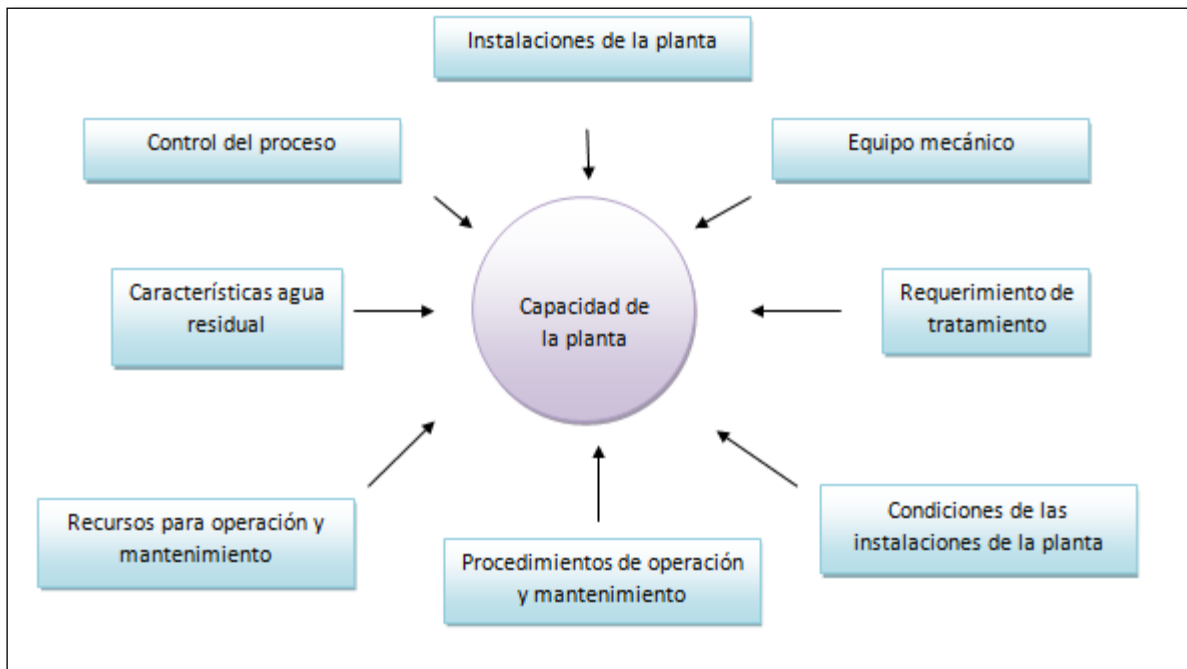 Instalaciones de la planta
Control del proceso
Equipo mecánico
Características agua
residual
Capacidad de
la planta
Requerimiento de
tratamiento
Recursos para operación y
mantenimiento
Procedimientos de operación
y mantenimiento
Condiciones de las
instalaciones de la planta